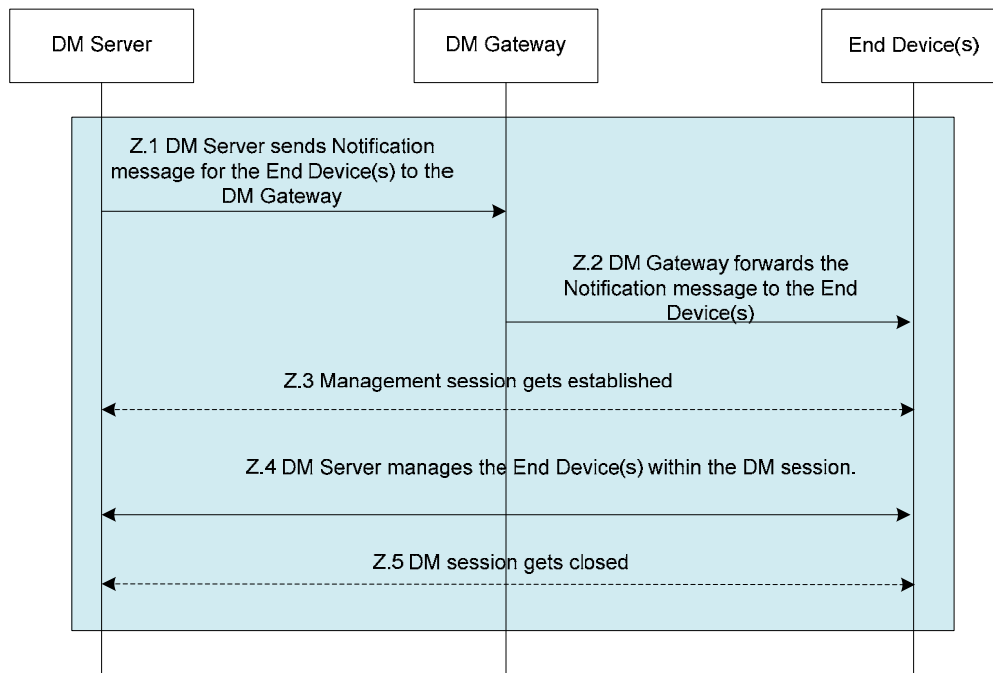 DM Server
DM Gateway
End Device(s)
Z.1 DM Server sends Notification
message for the End Device(s) to the
DM Gateway
Z.2 DM Gateway forwards the
Notification message to the End
Device(s)
Z.3 Management session gets established
Z.4 DM Server manages the End Device(s) within the DM session.
Z.5 DM session gets closed